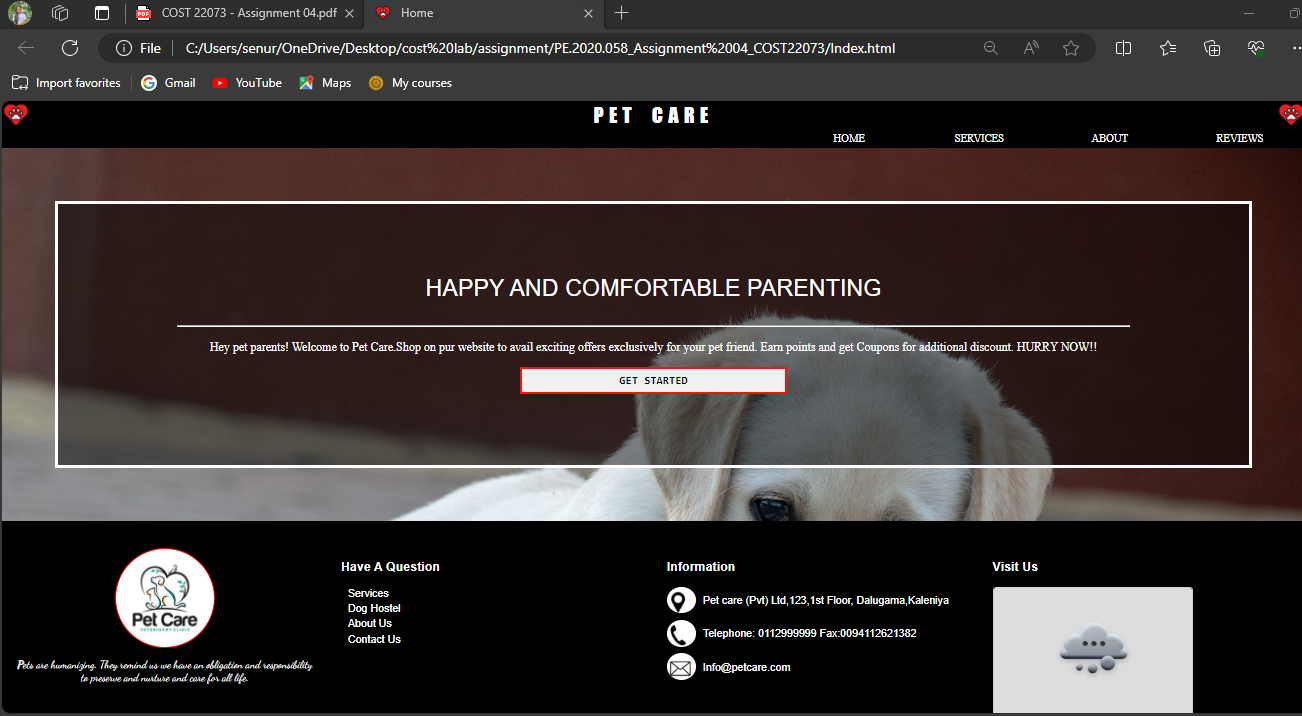 COST 22073 - Assignment 04.pdf
Home
File
C:/Users/senur/OneDrive/Desktop/cost%20lab/assignment/PE.2020.058_Assignment%2004_COST22073/Index.html
Import favorites
Gmail
YouTube
Maps
My courses
PET CARE
HOME SERVICES ABOUT REVIEWS
HAPPY AND COMFORTABLE PARENTING
Hey pet parents! Welcome to Pet Care.Shop on pur website to avail exciting offers exclusively for your pet friend. Earn points and get Coupons for additional discount. HURRY NOW!!
GET STARTED
Pet Care
VETERINARY CLINIC
Pets are humanizing. They remind us we have an obligation and responsibility
to preserve and nurture and care for all life.
Have A Question
Services
Dog Hostel
About Us
Contact Us
Information
Pet care (Pvt) Ltd,123,1st Floor, Dalugama,Kaleniya
Telephone: 0112999999 Fax:0094112621382
Info@petcare.com
Visit Us